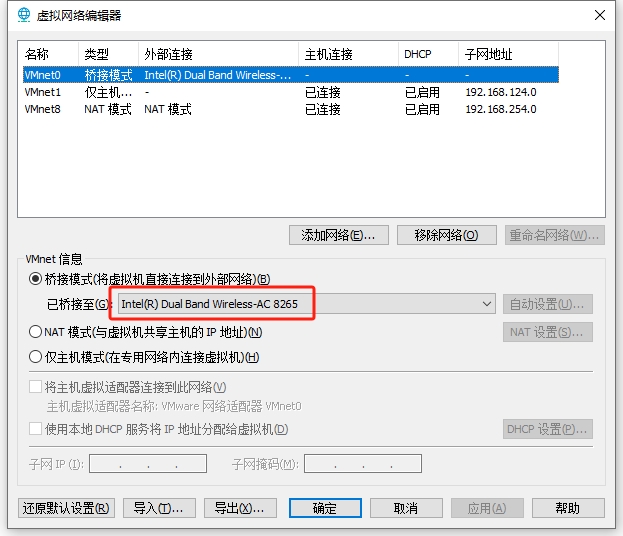 虚拟网络编辑器
名称 类型 外部连接 主机连接 DHCP 子网地址
VMnet0 桥接模式 Intel(R) Dual Band Wireless-... - - -
VMnet1 仅主机... - 已连接 已启用 192.168.124.0
VMnet8 NAT 模式 NAT 模式 已连接 已启用 192.168.254.0
添加网络(E)... 移除网络(O) 重命名网络(W)...
VMnet 信息
桥接模式(将虚拟机直接连接到外部网络)(B)
已桥接至(G): Intel(R) Dual Band Wireless-AC 8265 自动设置(U)...
NAT 模式(与虚拟机共享主机的 IP 地址)(N) NAT 设置(S)...
仅主机模式(在专用网络内连接虚拟机)(H)
将主机虚拟适配器连接到此网络(V)
主机虚拟适配器名称: VMware 网络适配器 VMnet0
使用本地 DHCP 服务将 IP 地址分配给虚拟机(D) DHCP 设置(P)...
子网 IP (I): . . . 子网掩码(M): . . .
还原默认设置(R) 导入(T)... 导出(X)... 确定 取消 应用(A) 帮助